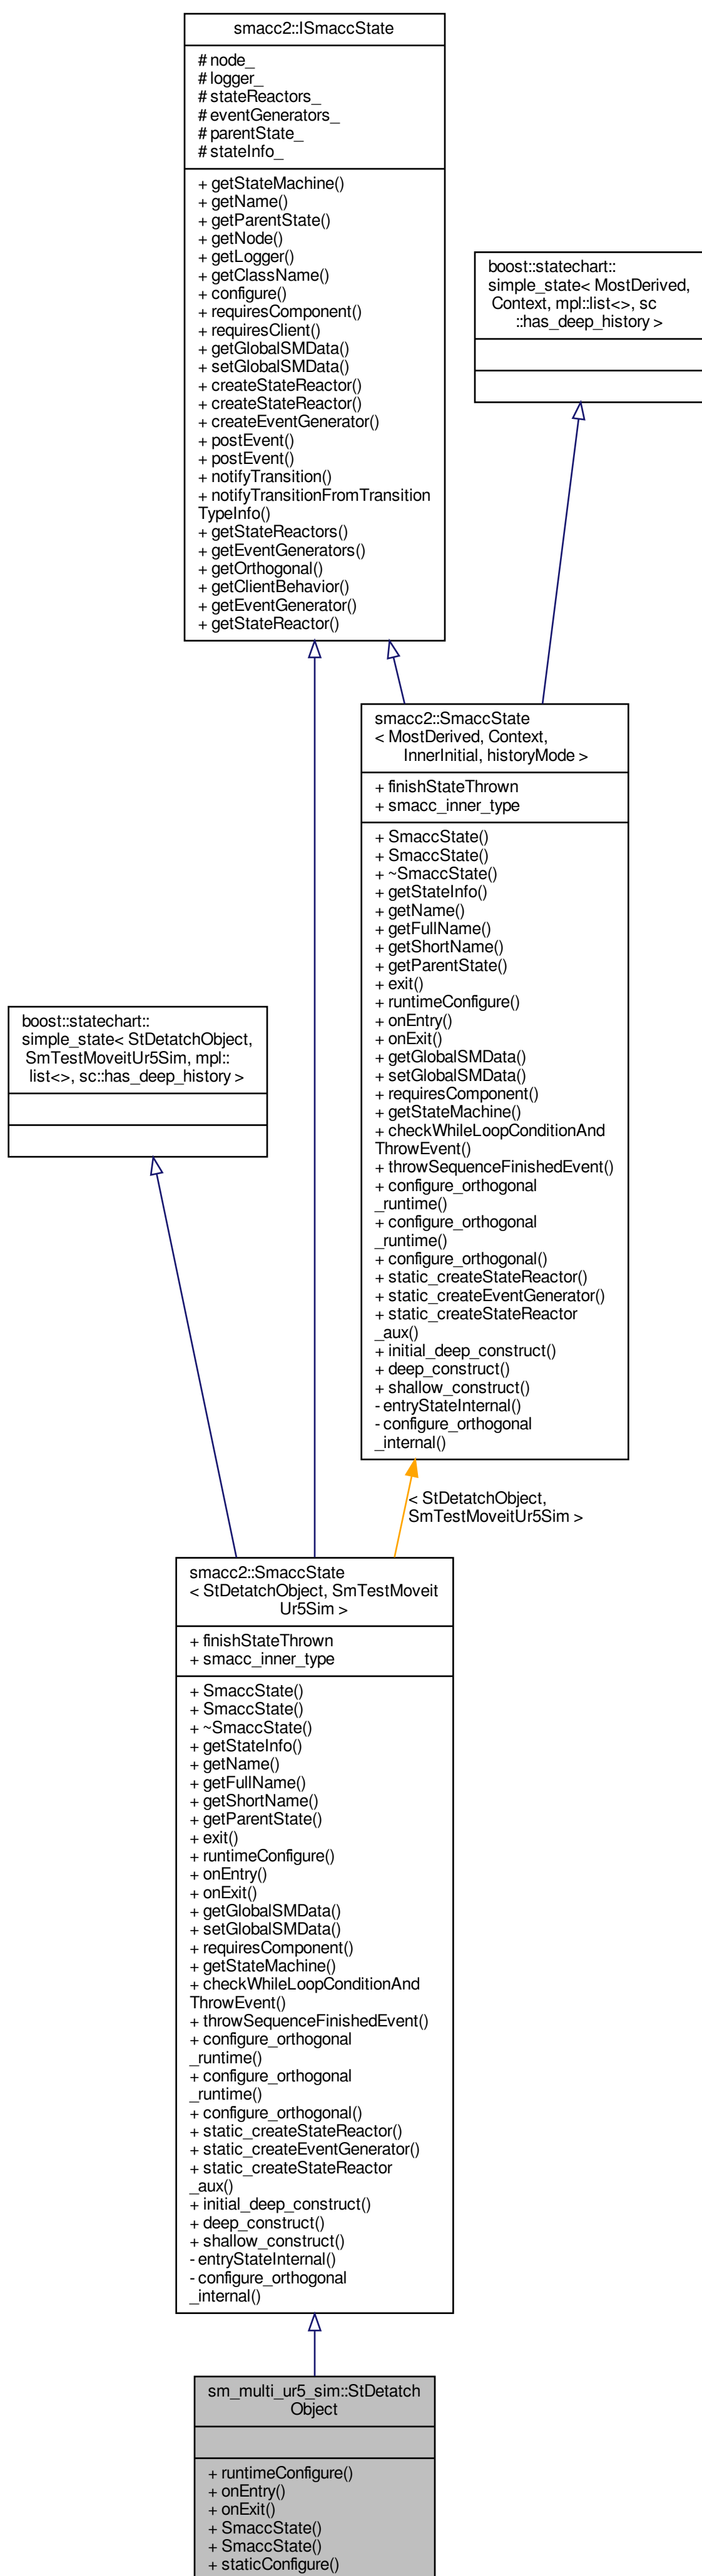 smacc2::ISmaccState
# node_
# logger_
# stateReactors_
# eventGenerators_
# parentState_
# stateInfo_
+ getStateMachine()
+ getName()
+ getParentState()
+ getNode()
+ getLogger()
+ getClassName()
+ configure()
+ requiresComponent()
+ requiresClient()
+ getGlobalSMData()
+ setGlobalSMData()
+ createStateReactor()
+ createStateReactor()
+ createEventGenerator()
+ postEvent()
+ postEvent()
+ notifyTransition()
+ notifyTransitionFromTransition
TypeInfo()
+ getStateReactors()
+ getEventGenerators()
+ getOrthogonal()
+ getClientBehavior()
+ getEventGenerator()
+ getStateReactor()
boost::statechart::
simple_state< MostDerived,
Context, mpl::list<>, sc
::has_deep_history >
smacc2::SmaccState
< MostDerived, Context,
InnerInitial, historyMode >
+ finishStateThrown
+ smacc_inner_type
+ SmaccState()
+ SmaccState()
+ ~SmaccState()
+ getStateInfo()
+ getName()
+ getFullName()
+ getShortName()
+ getParentState()
+ exit()
+ runtimeConfigure()
+ onEntry()
+ onExit()
+ getGlobalSMData()
+ setGlobalSMData()
+ requiresComponent()
+ getStateMachine()
+ checkWhileLoopConditionAnd
ThrowEvent()
+ throwSequenceFinishedEvent()
+ configure_orthogonal
_runtime()
+ configure_orthogonal
_runtime()
+ configure_orthogonal()
+ static_createStateReactor()
+ static_createEventGenerator()
+ static_createStateReactor
_aux()
+ initial_deep_construct()
+ deep_construct()
+ shallow_construct()
- entryStateInternal()
- configure_orthogonal
_internal()
boost::statechart::
simple_state< StDetatchObject,
SmTestMoveitUr5Sim, mpl::
list<>, sc::has_deep_history >
< StDetatchObject,
SmTestMoveitUr5Sim >
smacc2::SmaccState
< StDetatchObject, SmTestMoveit
Ur5Sim >
+ finishStateThrown
+ smacc_inner_type
+ SmaccState()
+ SmaccState()
+ ~SmaccState()
+ getStateInfo()
+ getName()
+ getFullName()
+ getShortName()
+ getParentState()
+ exit()
+ runtimeConfigure()
+ onEntry()
+ onExit()
+ getGlobalSMData()
+ setGlobalSMData()
+ requiresComponent()
+ getStateMachine()
+ checkWhileLoopConditionAnd
ThrowEvent()
+ throwSequenceFinishedEvent()
+ configure_orthogonal
_runtime()
+ configure_orthogonal
_runtime()
+ configure_orthogonal()
+ static_createStateReactor()
+ static_createEventGenerator()
+ static_createStateReactor
_aux()
+ initial_deep_construct()
+ deep_construct()
+ shallow_construct()
- entryStateInternal()
- configure_orthogonal
_internal()
sm_multi_ur5_sim::StDetatch
Object
+ runtimeConfigure()
+ onEntry()
+ onExit()
+ SmaccState()
+ SmaccState()
+ staticConfigure()